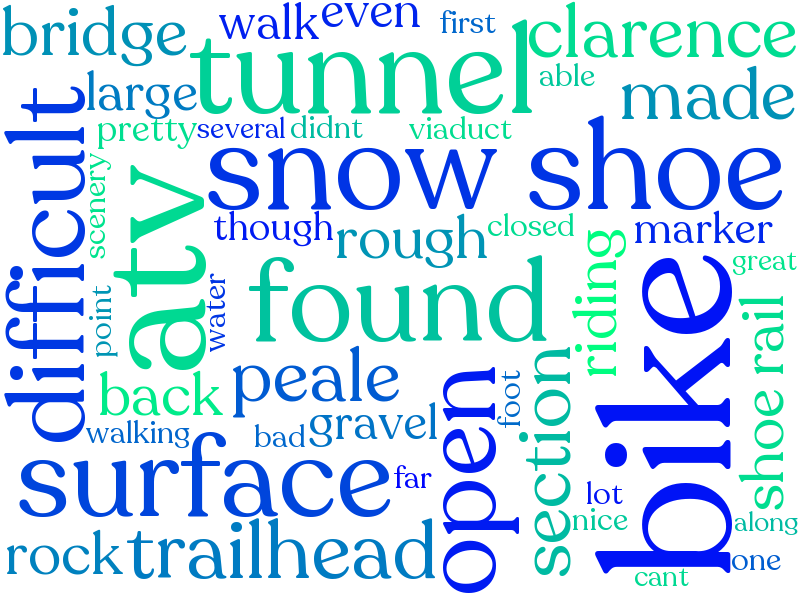 bridge
walk
even
first
clarence
tunnel
able
large
made
difficult
pretty
several
didnt
viaduct
snow shoe
scenery
atv
though
rough
closed
marker
riding
great
found
bike
water
point
shoe rail
peale
back
section
open
foot
gravel
walking
bad
surface
far
lot
nice
along
rock
trailhead
one
cant